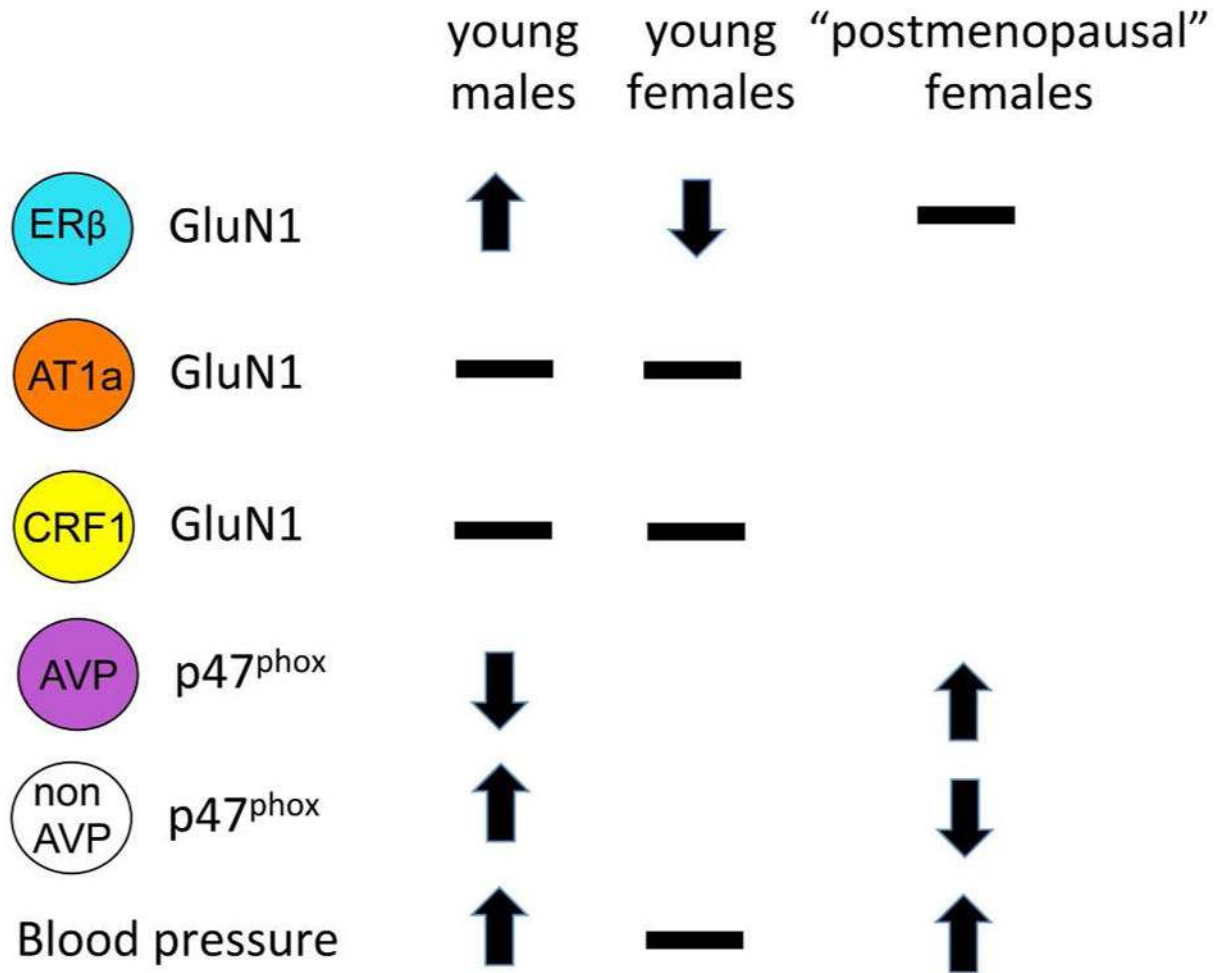 young young “postmenopausal”
males females females
ERβ GluN1
AT1a GluN1
CRF1 GluN1
AVP p47phox
non
AVP p47phox
Blood pressure